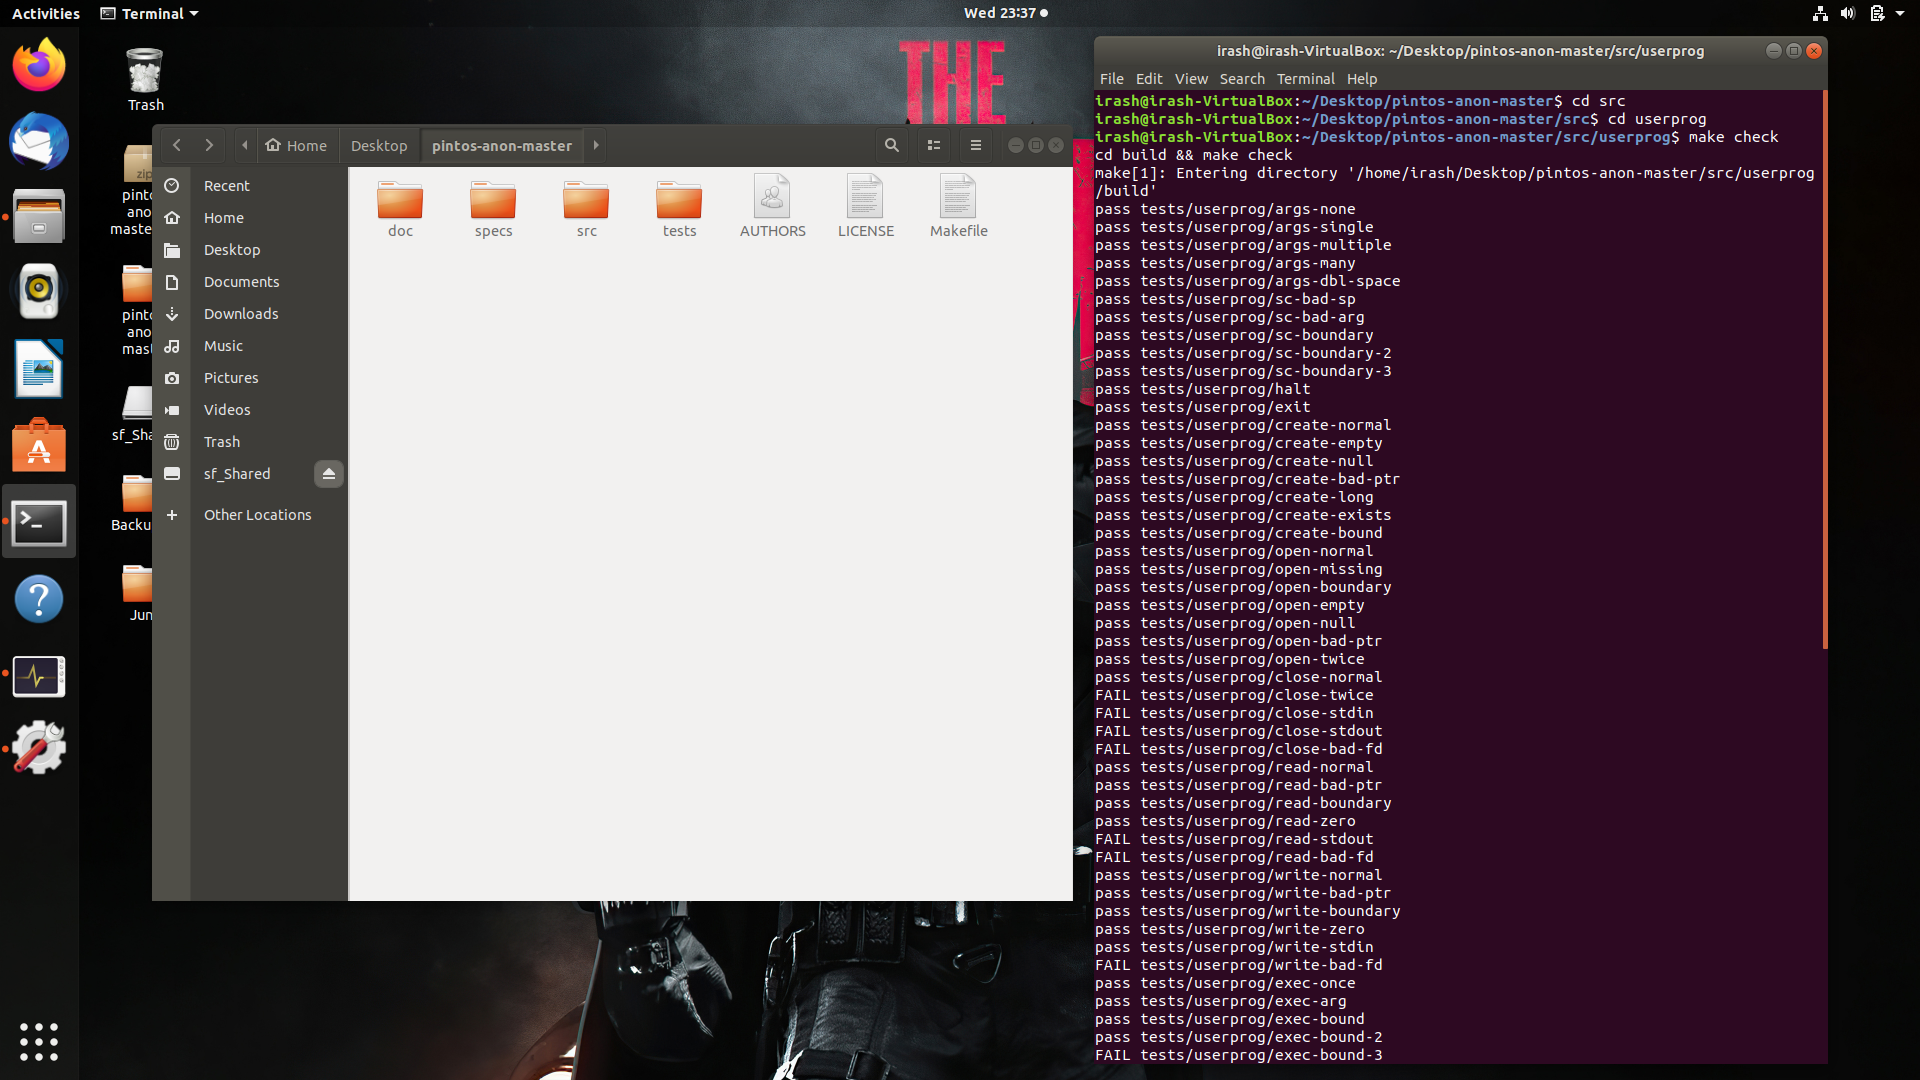 Activities
Terminal
Wed 23:37
THE
Trash
zip
pint
ano
maste
pint
ano
mas
sf_Sha
Backu
Jun
Home
Desktop
pintos-anon-master
Recent
Home
Desktop
Documents
Downloads
Music
Pictures
Videos
Trash
sf_Shared
Other Locations
doc
specs
src
tests
AUTHORS
LICENSE
Makefile
irash@irash-VirtualBox: ~/Desktop/pintos-anon-master/src/userprog
File Edit View Search Terminal Help
irash@irash-VirtualBox:~/Desktop/pintos-anon-master$ cd src
irash@irash-VirtualBox:~/Desktop/pintos-anon-master/src$ cd userprog
irash@irash-VirtualBox:~/Desktop/pintos-anon-master/src/userprog$ make check
cd build && make check
make[1]: Entering directory '/home/irash/Desktop/pintos-anon-master/src/userprog
/build'
pass tests/userprog/args-none
pass tests/userprog/args-single
pass tests/userprog/args-multiple
pass tests/userprog/args-many
pass tests/userprog/args-dbl-space
pass tests/userprog/sc-bad-sp
pass tests/userprog/sc-bad-arg
pass tests/userprog/sc-boundary
pass tests/userprog/sc-boundary-2
pass tests/userprog/sc-boundary-3
pass tests/userprog/halt
pass tests/userprog/exit
pass tests/userprog/create-normal
pass tests/userprog/create-empty
pass tests/userprog/create-null
pass tests/userprog/create-bad-ptr
pass tests/userprog/create-long
pass tests/userprog/create-exists
pass tests/userprog/create-bound
pass tests/userprog/open-normal
pass tests/userprog/open-missing
pass tests/userprog/open-boundary
pass tests/userprog/open-empty
pass tests/userprog/open-null
pass tests/userprog/open-bad-ptr
pass tests/userprog/open-twice
pass tests/userprog/close-normal
FAIL tests/userprog/close-twice
FAIL tests/userprog/close-stdin
FAIL tests/userprog/close-stdout
FAIL tests/userprog/close-bad-fd
pass tests/userprog/read-normal
pass tests/userprog/read-bad-ptr
pass tests/userprog/read-boundary
pass tests/userprog/read-zero
FAIL tests/userprog/read-stdout
FAIL tests/userprog/read-bad-fd
pass tests/userprog/write-normal
pass tests/userprog/write-bad-ptr
pass tests/userprog/write-boundary
pass tests/userprog/write-zero
pass tests/userprog/write-stdin
FAIL tests/userprog/write-bad-fd
pass tests/userprog/exec-once
pass tests/userprog/exec-arg
pass tests/userprog/exec-bound
pass tests/userprog/exec-bound-2
FAIL tests/userprog/exec-bound-3